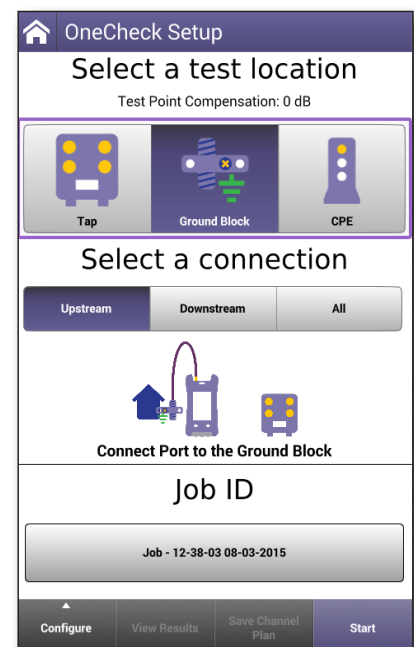 OneCheck Setup
Select a test location
Test Point Compensation: 0 dB
Tap
Ground Block
CPE
Select a connection
Upstream
Downstream
All
Connect Port to the Ground Block
Job ID
Job - 12-38-03 08-03-2015
Configure
View Results
Save Channel
Plan
Start